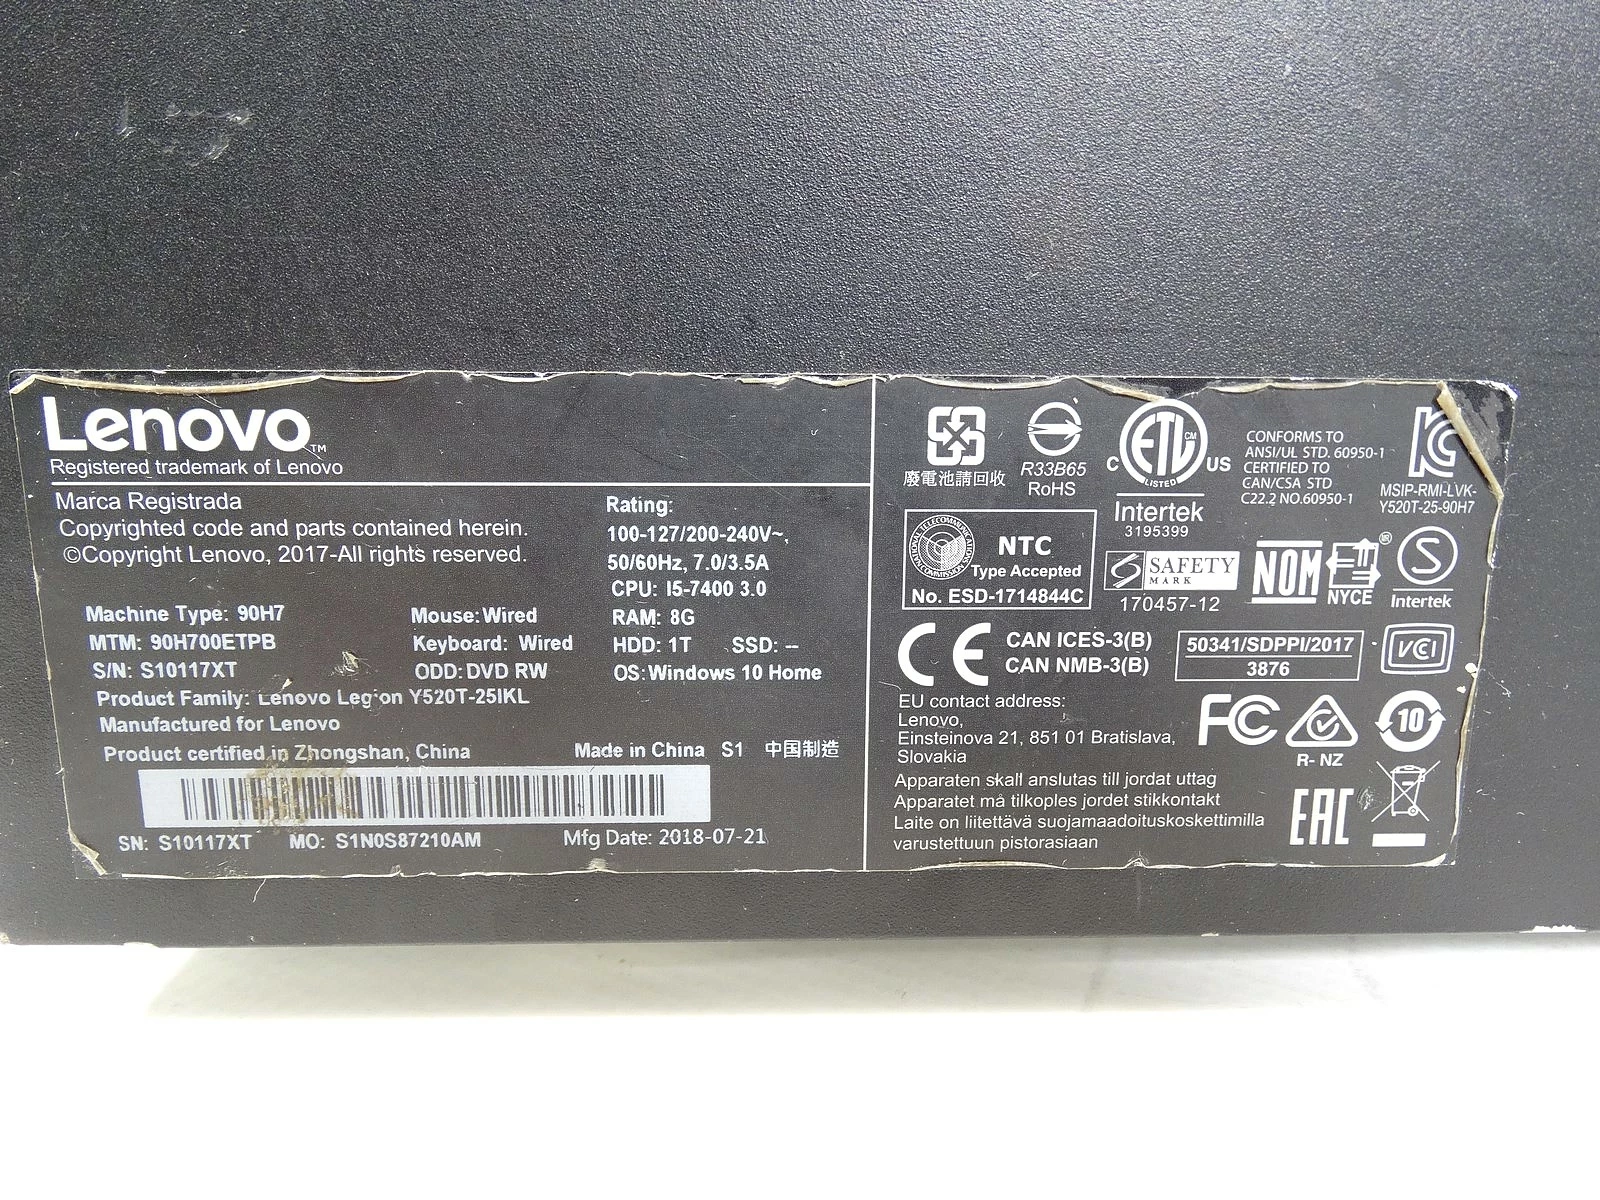 Lenovo™
Registered trademark of Lenovo
Marca Registrada
Copyrighted code and parts contained herein.
©Copyright Lenovo, 2017-All rights reserved.
Rating:
100-127/200-240V~,
50/60Hz, 7.0/3.5A
CPU: I5-7400 3.0
Machine Type: 90H7 Mouse: Wired RAM: 8G
MTM: 90H700ETPB Keyboard: Wired HDD: 1T SSD: --
S/N: S10117XT ODD: DVD RW OS: Windows 10 Home
Product Family: Lenovo Legion Y520T-25IKL
Manufactured for Lenovo
Product certified in Zhongshan, China Made in China S1 中国制造
SN: S10117XT MO: S1N0S87210AM Mfg Date: 2018-07-21
廢電池請回收
R33B65
RoHS
C ETL CM US
LISTED
Intertek
3195399
CONFORMS TO
ANSI/UL STD. 60950-1
CERTIFIED TO
CAN/CSA STD
C22.2 NO.60950-1
MSIP-RMI-LVK-
Y520T-25-90H7
NATIONAL TELECOMMUNICATIONS COMMISSION
NTC
Type Accepted
No. ESD-1714844C
S SAFETY
MARK
170457-12
NOM
NYCE
S
Intertek
CE
CAN ICES-3(B)
CAN NMB-3(B)
50341/SDPPI/2017
3876
VCI
EU contact address:
Lenovo,
Einsteinova 21, 851 01 Bratislava,
Slovakia
FC
R- NZ
10
Apparaten skall anslutas till jordat uttag
Apparatet må tilkoples jordet stikkontakt
Laite on liitettävä suojamaadoituskoskettimilla
varustettuun pistorasiaan
EAC